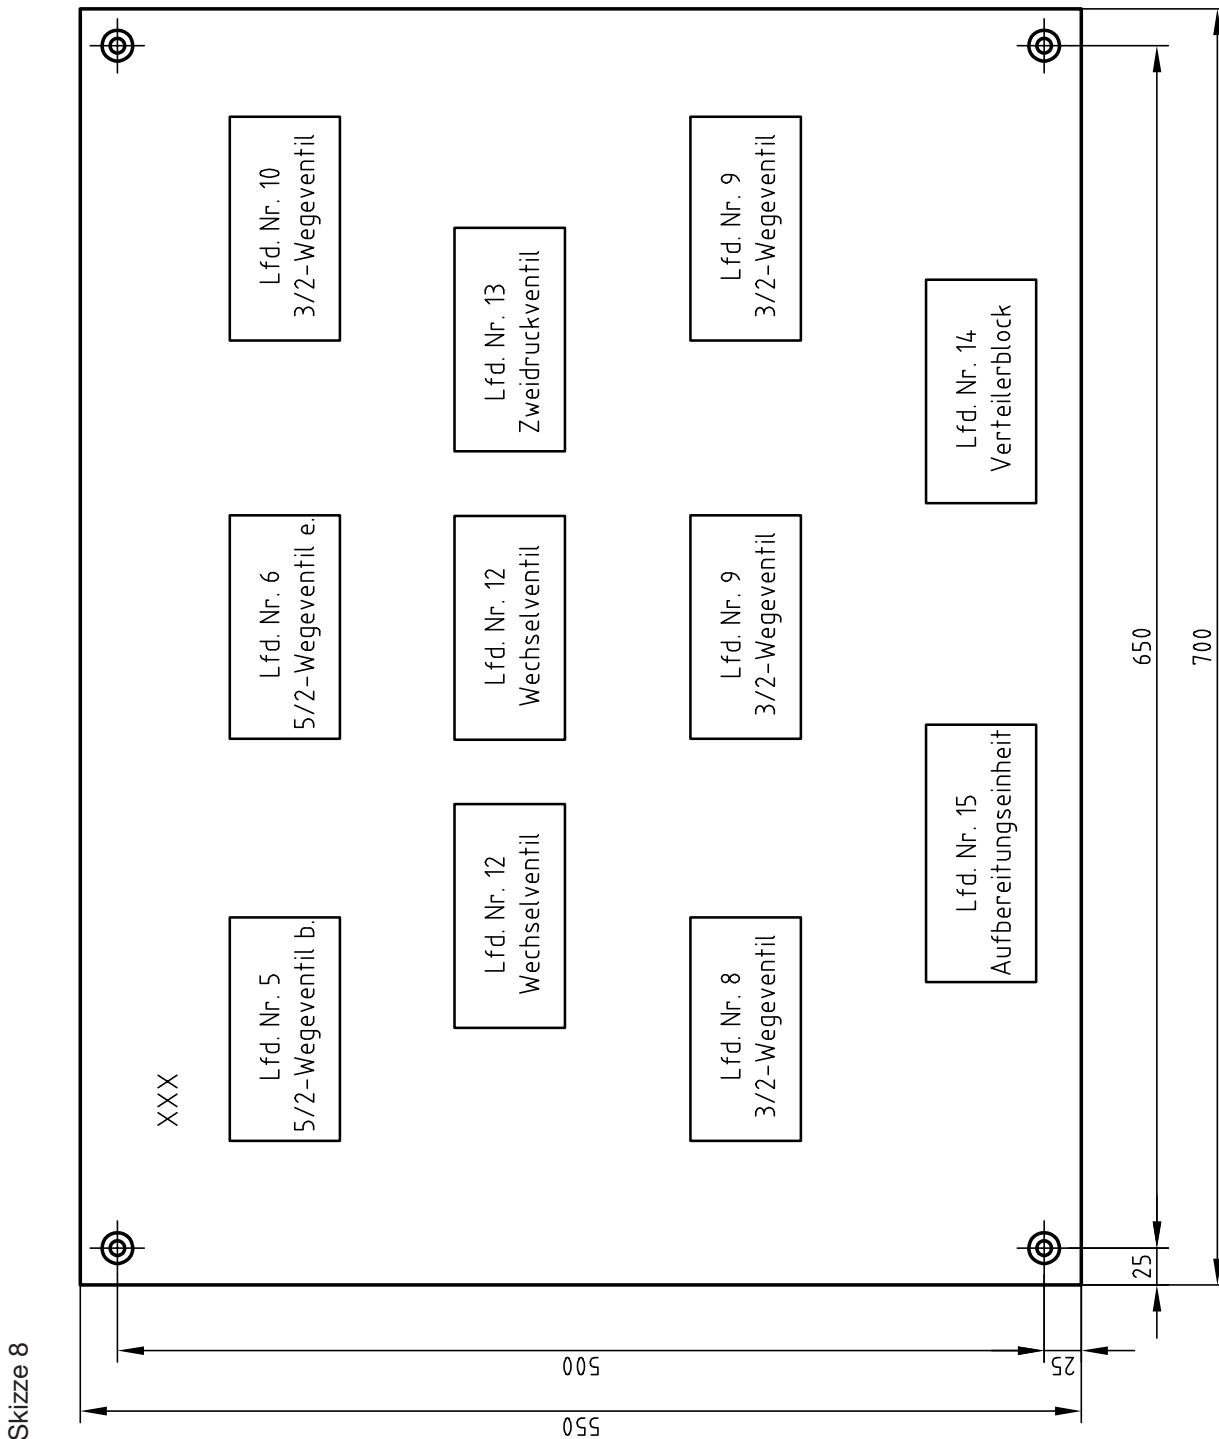 Skizze 8
XXX
Lfd. Nr. 5
5/2-Wegeventil b.
Lfd. Nr. 6
5/2-Wegeventil e.
Lfd. Nr. 10
3/2-Wegeventil
Lfd. Nr. 12
Wechselventil
Lfd. Nr. 12
Wechselventil
Lfd. Nr. 13
Zweidruckventil
Lfd. Nr. 8
3/2-Wegeventil
Lfd. Nr. 9
3/2-Wegeventil
Lfd. Nr. 9
3/2-Wegeventil
Lfd. Nr. 15
Aufbereitungseinheit
Lfd. Nr. 14
Verteilerblock
550
500
25
25
650
700